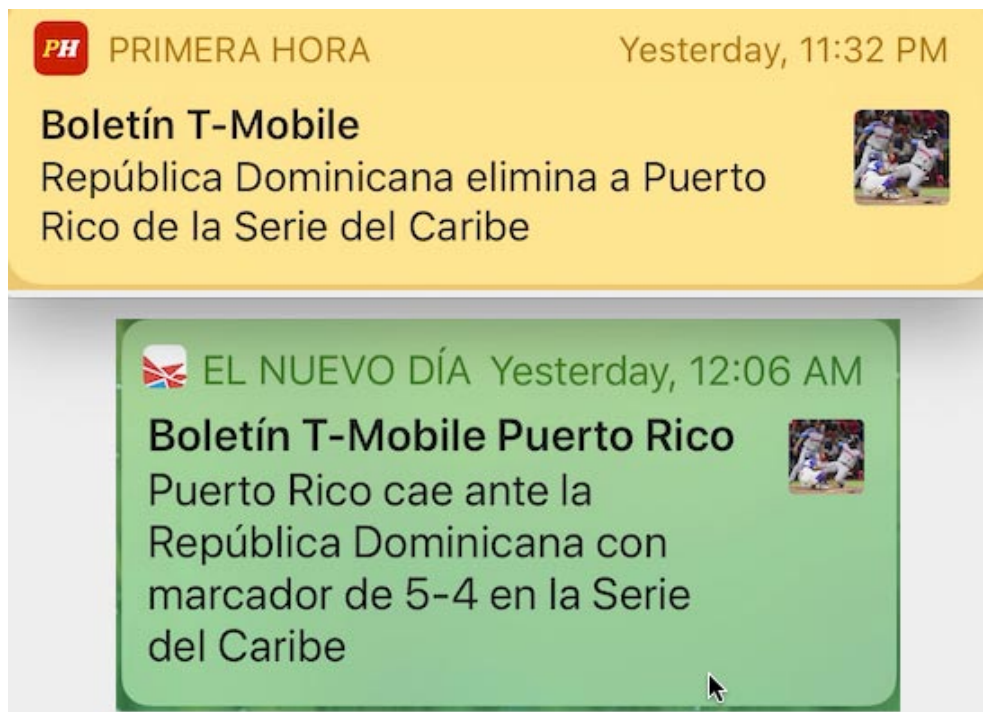 PH PRIMERA HORA Yesterday, 11:32 PM
Boletín T-Mobile
República Dominicana elimina a Puerto
Rico de la Serie del Caribe
EL NUEVO DÍA Yesterday, 12:06 AM
Boletín T-Mobile Puerto Rico
Puerto Rico cae ante la
República Dominicana con
marcador de 5-4 en la Serie
del Caribe